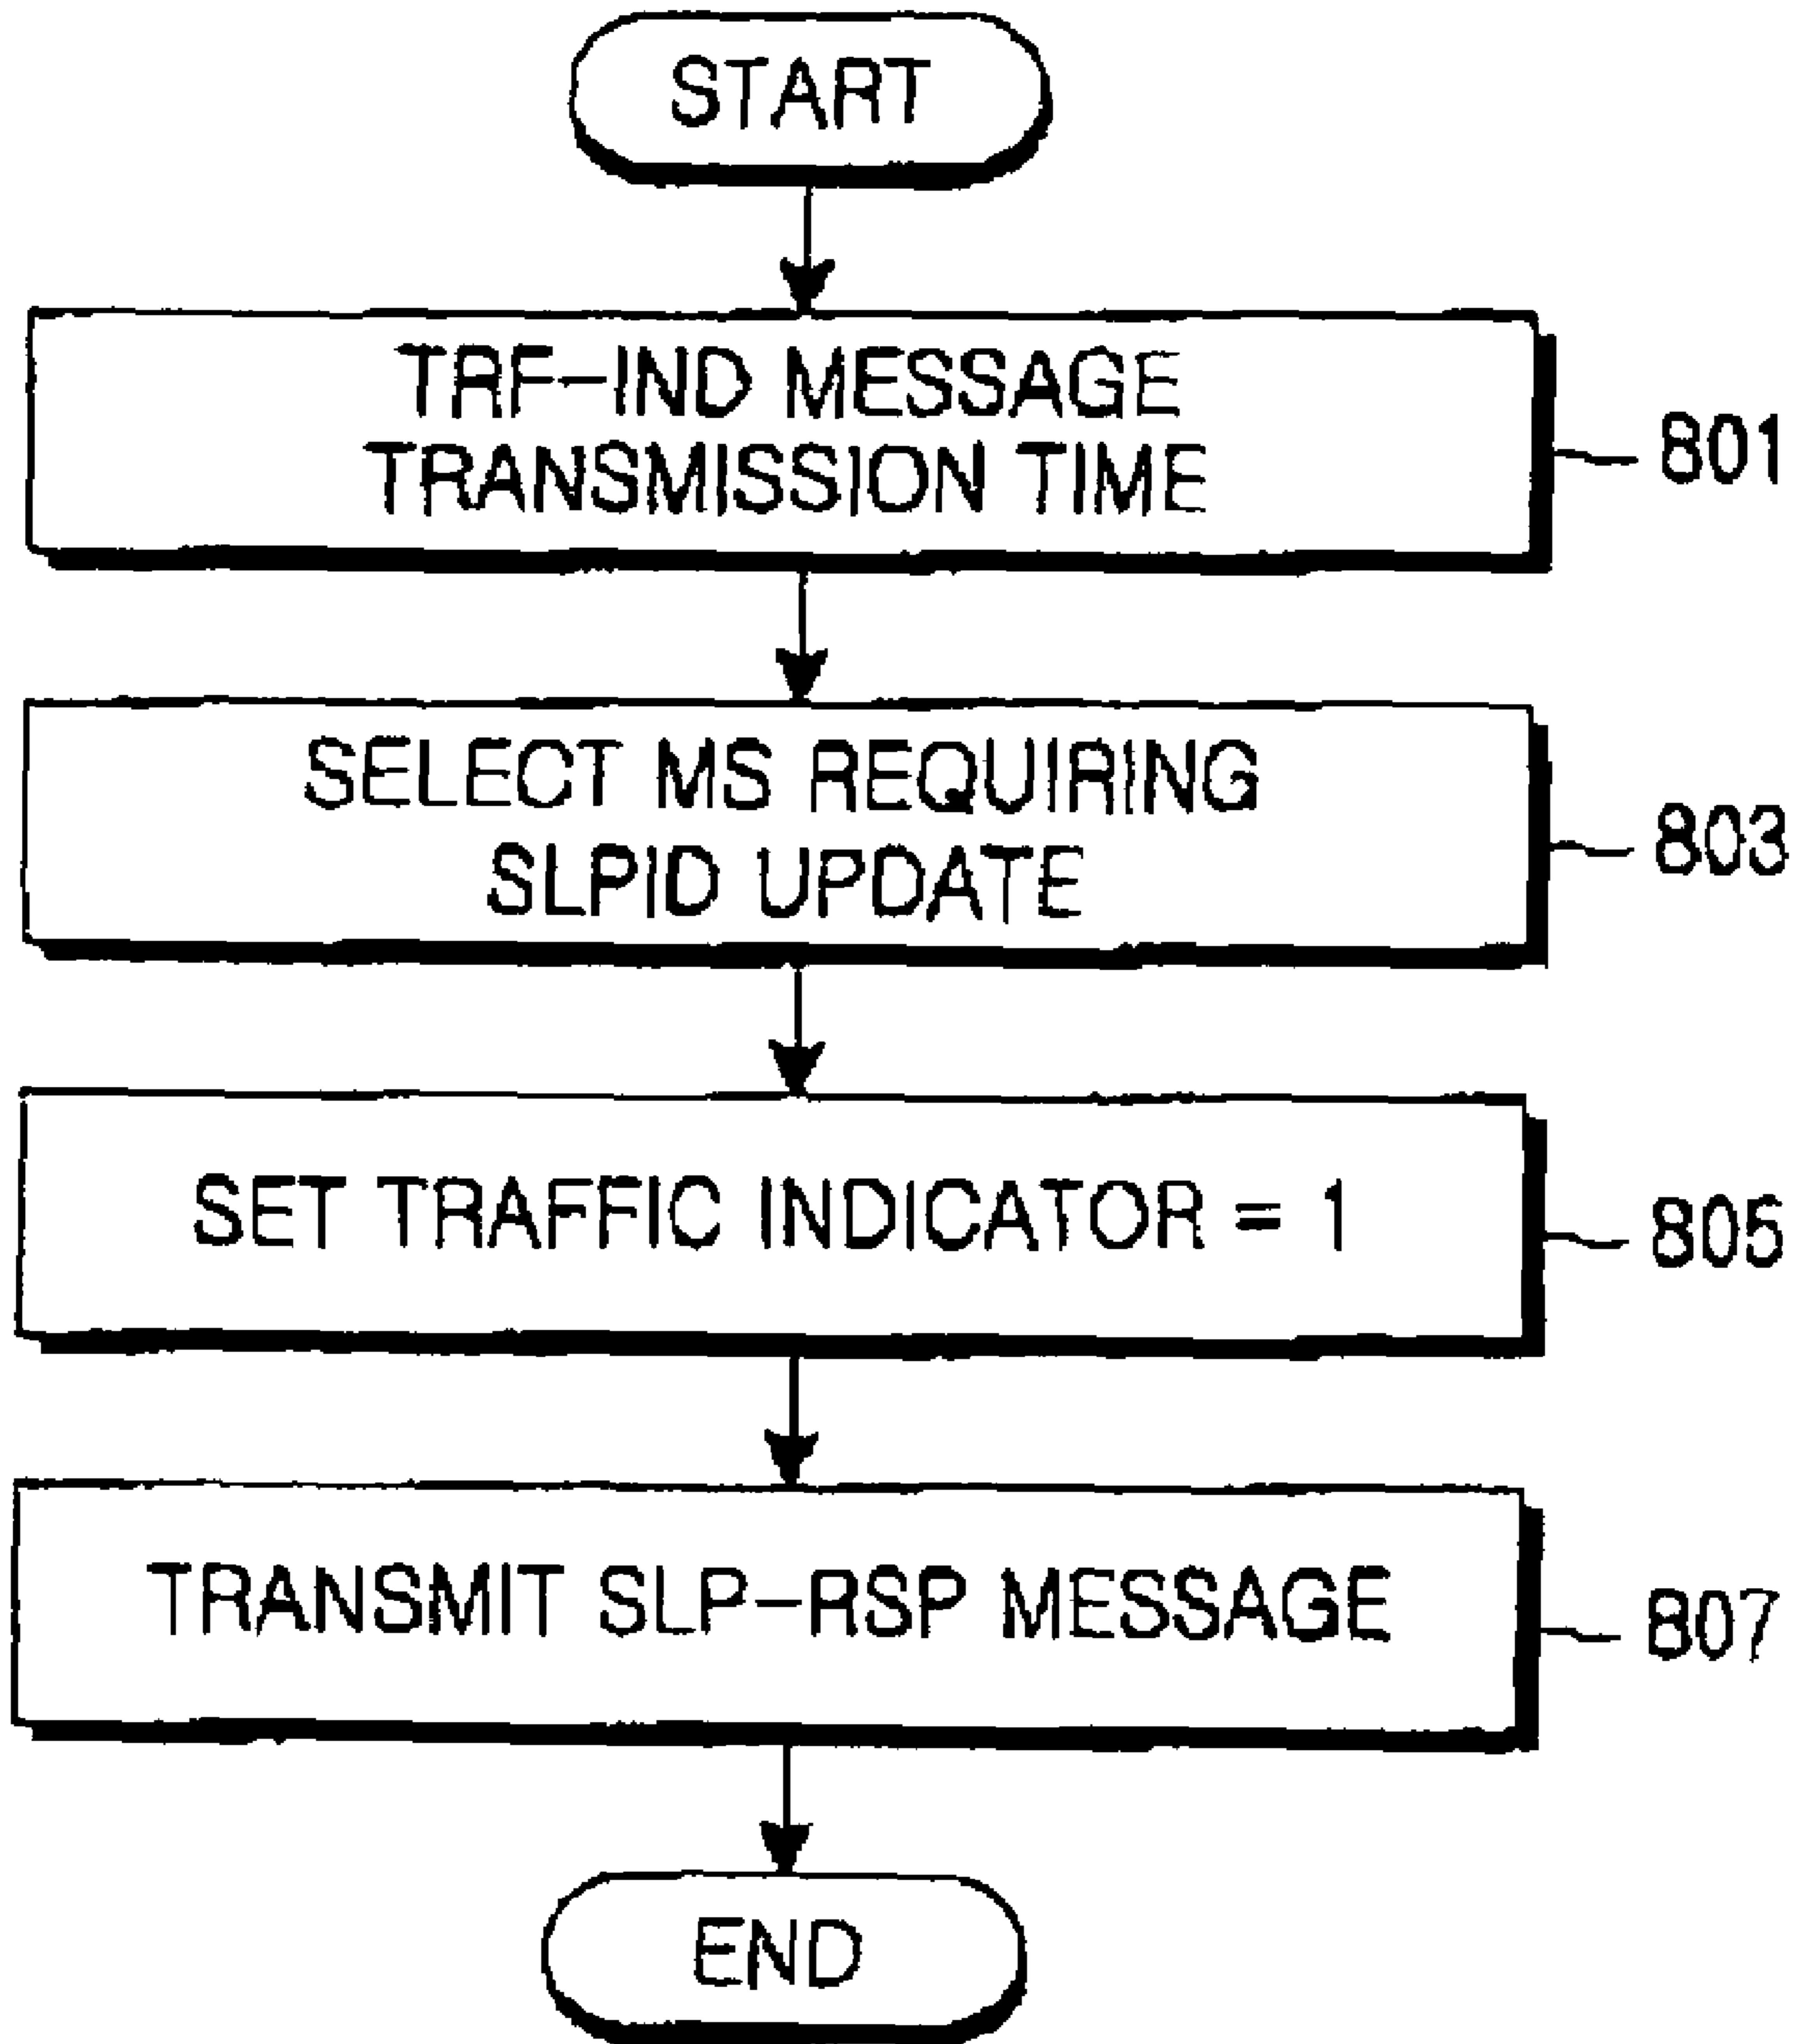 START
TRF-IND MESSAGE
TRANSMISSION TIME
801
SELECT MS REQUIRING
SLPID UPDATE
803
SET TRAFFIC INDICATOR = 1
805
TRANSMIT SLP-RSP MESSAGE
807
END